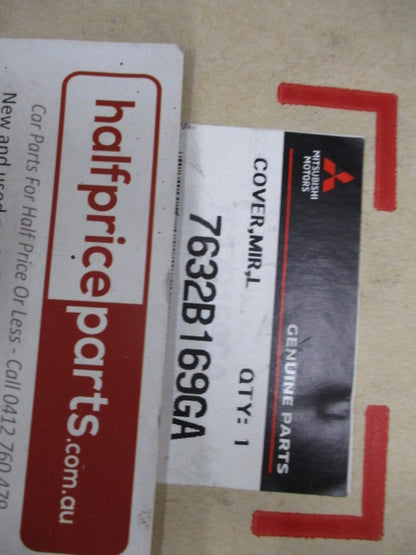 MITSUBISHI
MOTORS
GENUINE PARTS
COVER,MIR,L
QTY: 1
7632B169GA
halfpriceparts.com.au
Car Parts For Half Price Or Less - Call 0412 760 479
New and used